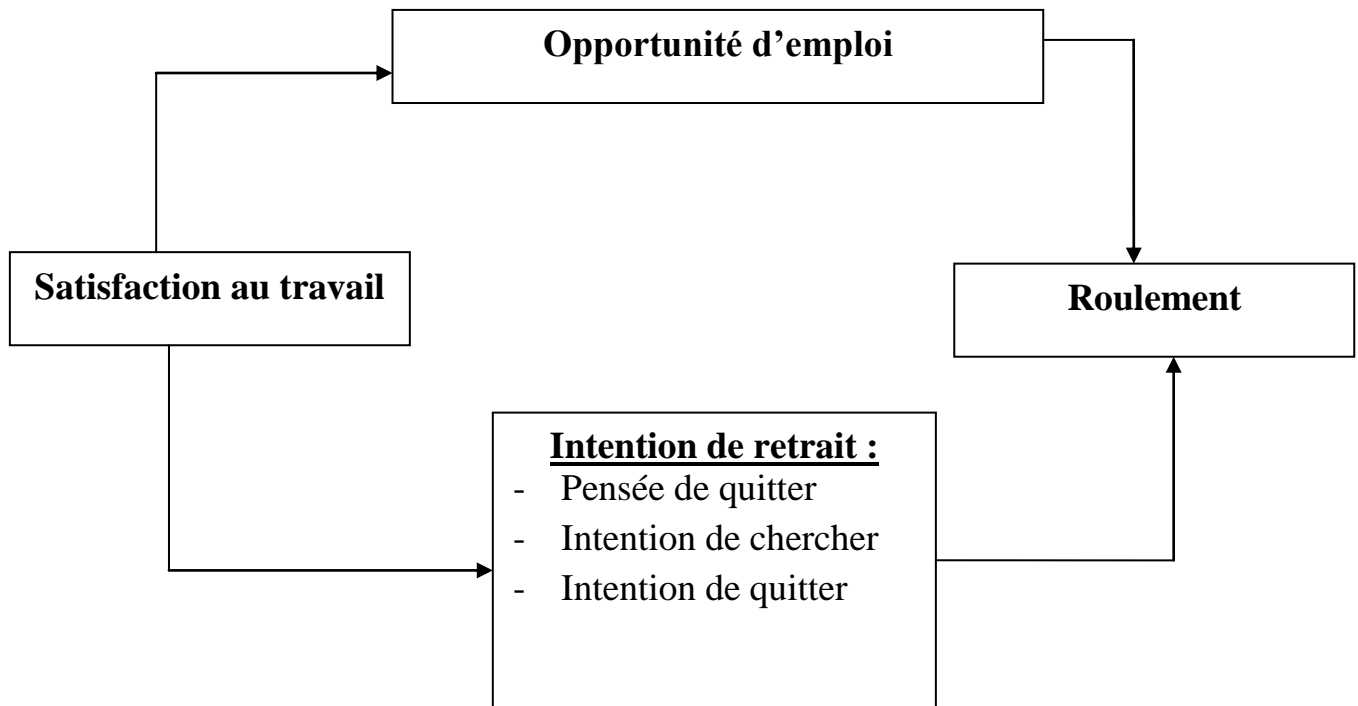 Opportunité d’emploi
Satisfaction au travail
Roulement
Intention de retrait :
- Pensée de quitter
- Intention de chercher
- Intention de quitter